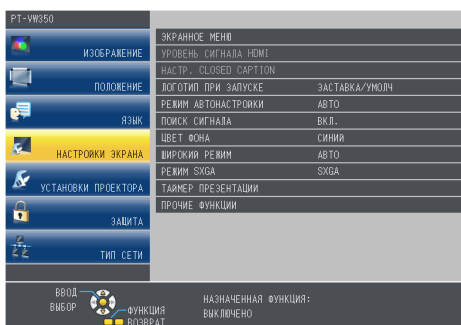 PT-VW350
ИЗОБРАЖЕНИЕ
ПОЛОЖЕНИЕ
ЯЗЫК
НАСТРОЙКИ ЭКРАНА
УСТАНОВКИ ПРОЕКТОРА
ЗАЩИТА
ТИП СЕТИ
ЭКРАННОЕ МЕНЮ
УРОВЕНЬ СИГНАЛА HDMI
НАСТР. CLOSED CAPTION
ЛОГОТИП ПРИ ЗАПУСКЕ ЗАСТАВКА/УМОЛЧ
РЕЖИМ АВТОНАСТРОЙКИ АВТО
ПОИСК СИГНАЛА ВКЛ.
ЦВЕТ ФОНА СИНИЙ
ШИРОКИЙ РЕЖИМ АВТО
РЕЖИМ SXGA SXGA
ТАЙМЕР ПРЕЗЕНТАЦИИ
ПРОЧИЕ ФУНКЦИИ
ВВОД
ВЫБОР
ФУНКЦИЯ
ВОЗВРАТ
НАЗНАЧЕННАЯ ФУНКЦИЯ:
ВЫКЛЮЧЕНО